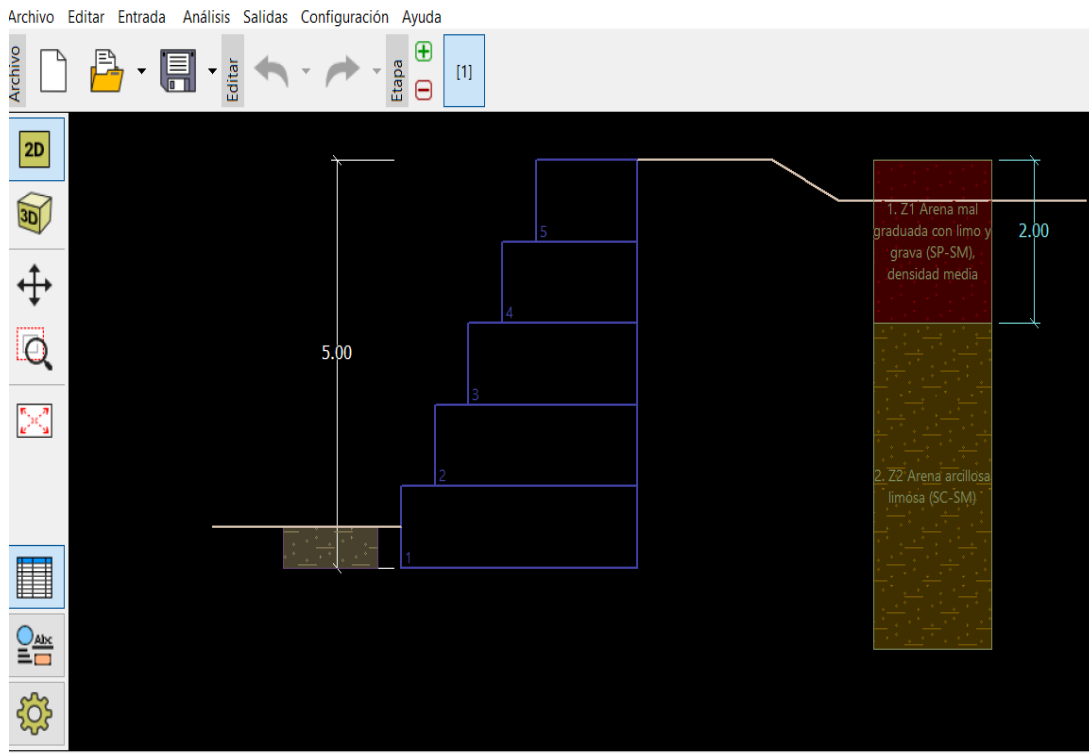 Archivo Editar Entrada Análisis Salidas Configuración Ayuda
Archivo
Editar
Etapa
[1]
2D
3D
Abc
5.00
5
4
3
2
1
1. Z1 Arena mal
graduada con limo y
grava (SP-SM),
densidad media
2.00
2. Z2 Arena arcillosa
limosa (SC-SM)